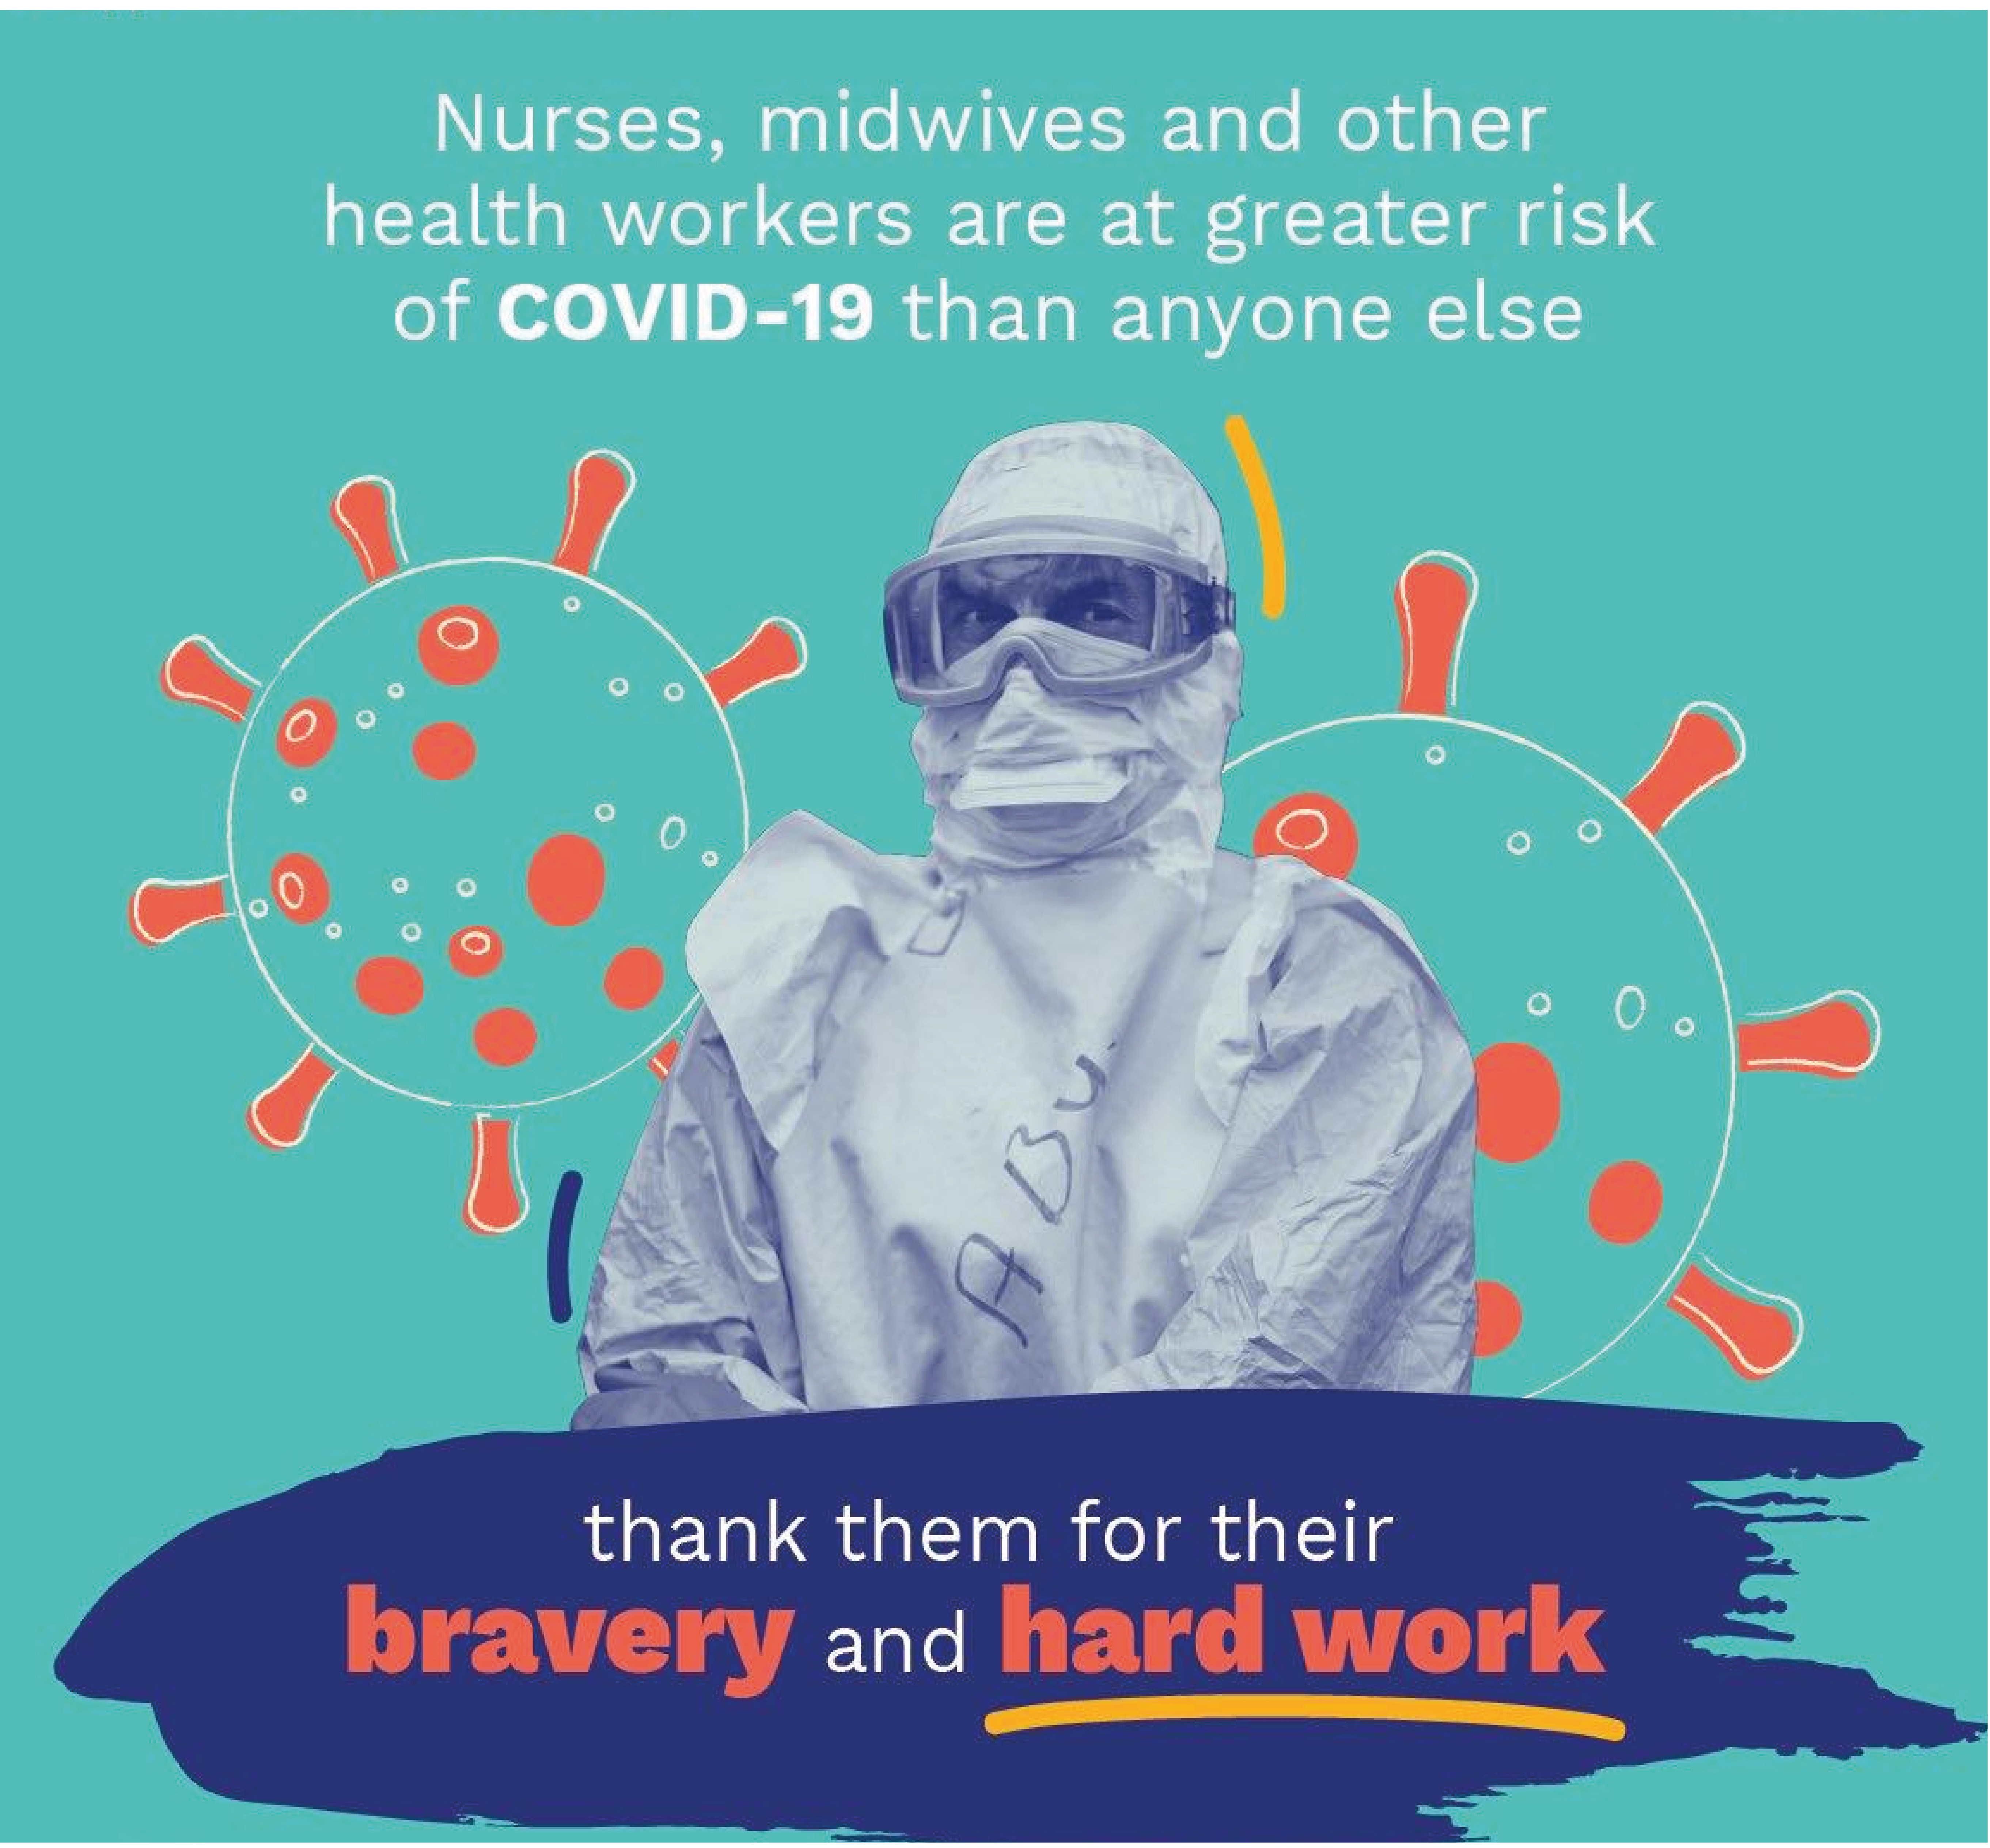 Nurses, midwives and other
health workers are at greater risk
of COVID-19 than anyone else
A Bu
thank them for their
bravery and hard work